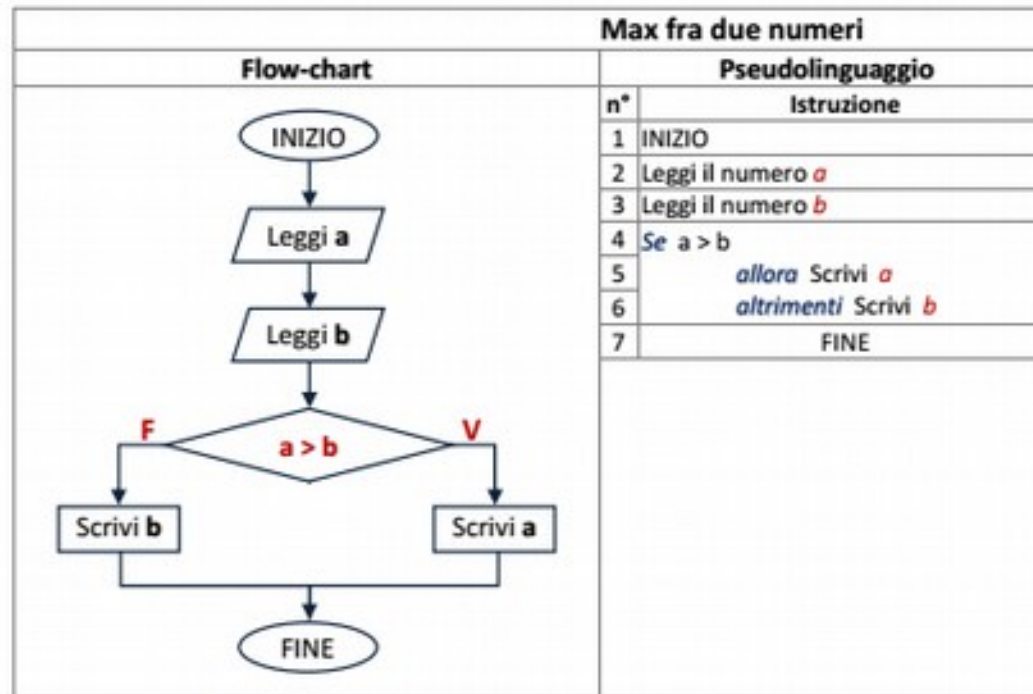 Max fra due numeri
Flow-chart
INIZIO
Leggi a
Leggi b
F
a > b
V
Scrivi b
Scrivi a
FINE
Pseudolinguaggio
n° Istruzione
1 INIZIO
2 Leggi il numero a
3 Leggi il numero b
4 Se a > b
5 allora Scrivi a
6 altrimenti Scrivi b
7 FINE